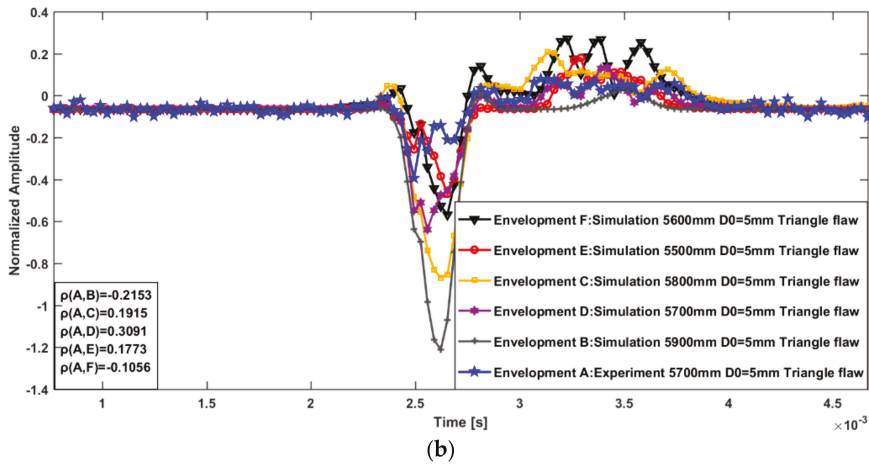 0.4
0.2
0
-0.2
-0.4
-0.6
-0.8
-1
-1.2
-1.4
Normalized Amplitude
Envelopment F:Simulation 5600mm D0=5mm Triangle flaw
Envelopment E:Simulation 5500mm D0=5mm Triangle flaw
Envelopment C:Simulation 5800mm D0=5mm Triangle flaw
Envelopment D:Simulation 5700mm D0=5mm Triangle flaw
Envelopment B:Simulation 5900mm D0=5mm Triangle flaw
Envelopment A:Experiment 5700mm D0=5mm Triangle flaw
ρ(A,B)=-0.2153
ρ(A,C)=0.1915
ρ(A,D)=0.3091
ρ(A,E)=0.1773
ρ(A,F)=-0.1056
1 1.5 2 2.5 3 3.5 4 4.5
Time [s]
×10⁻³
(b)